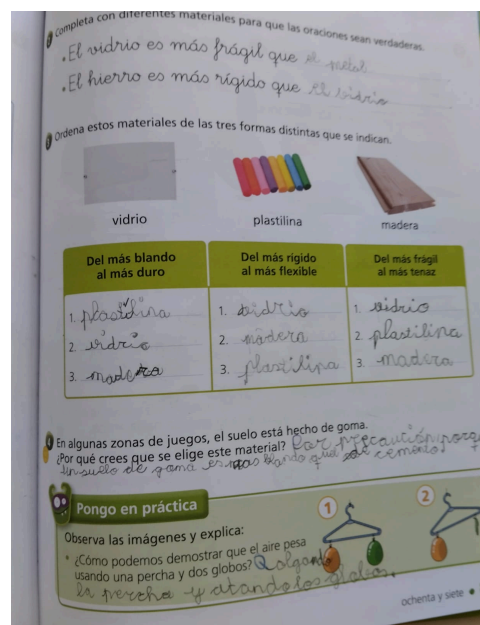 Completa con diferentes materiales para que las oraciones sean verdaderas.
• El vidrio es más frágil que el metal
• El hierro es más rígido que el vidrio
Ordena estos materiales de las tres formas distintas que se indican.
vidrio plastilina madera
Del más blando al más duro
Del más rígido al más flexible
Del más frágil al más tenaz
1. plastilina 1. vidrio 1. vidrio
2. vidrio 2. madera 2. plastilina
3. madera 3. plastilina 3. madera
En algunas zonas de juegos, el suelo está hecho de goma.
¿Por qué crees que se elige este material? Por precaución porq
un suelo de goma es mas blando que de cemento
Pongo en práctica
1 2
Observa las imágenes y explica:
• ¿Cómo podemos demostrar que el aire pesa
usando una percha y dos globos? Colgando
la percha y atando los globos.
ochenta y siete